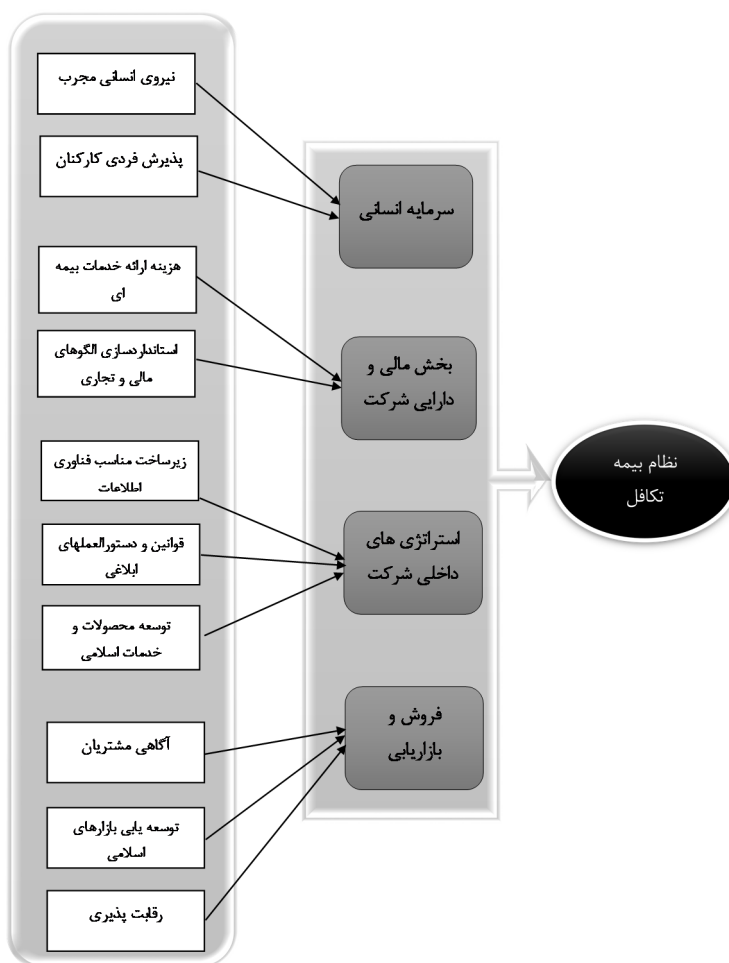 نیروی انسانی مجرب
پذیرش فردی کارکنان
هزینه ارائه خدمات بیمه
ای
استانداردسازی الگوهای
مالی و تجاری
زیرساخت مناسب فناوری
اطلاعات
قوانین و دستورالعملهای
ابلاغی
توسعه محصولات و
خدمات اسلامی
آگاهی مشتریان
توسعه یابی بازارهای
اسلامی
رقابت پذیری
سرمایه انسانی
بخش مالی و
دارایی شرکت
استراتژی های
داخلی شرکت
فروش و
بازاریابی
نظام بیمه
تکافل